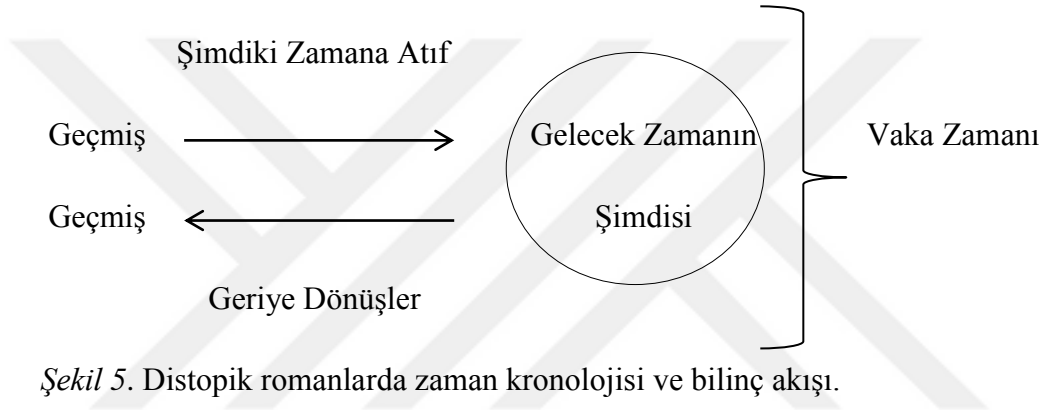 Şimdiki Zamana Atıf
Geçmiş Gelecek Zamanın Vaka Zamanı
Geçmiş Şimdisi
Geriye Dönüşler
Şekil 5. Distopik romanlarda zaman kronolojisi ve bilinç akışı.